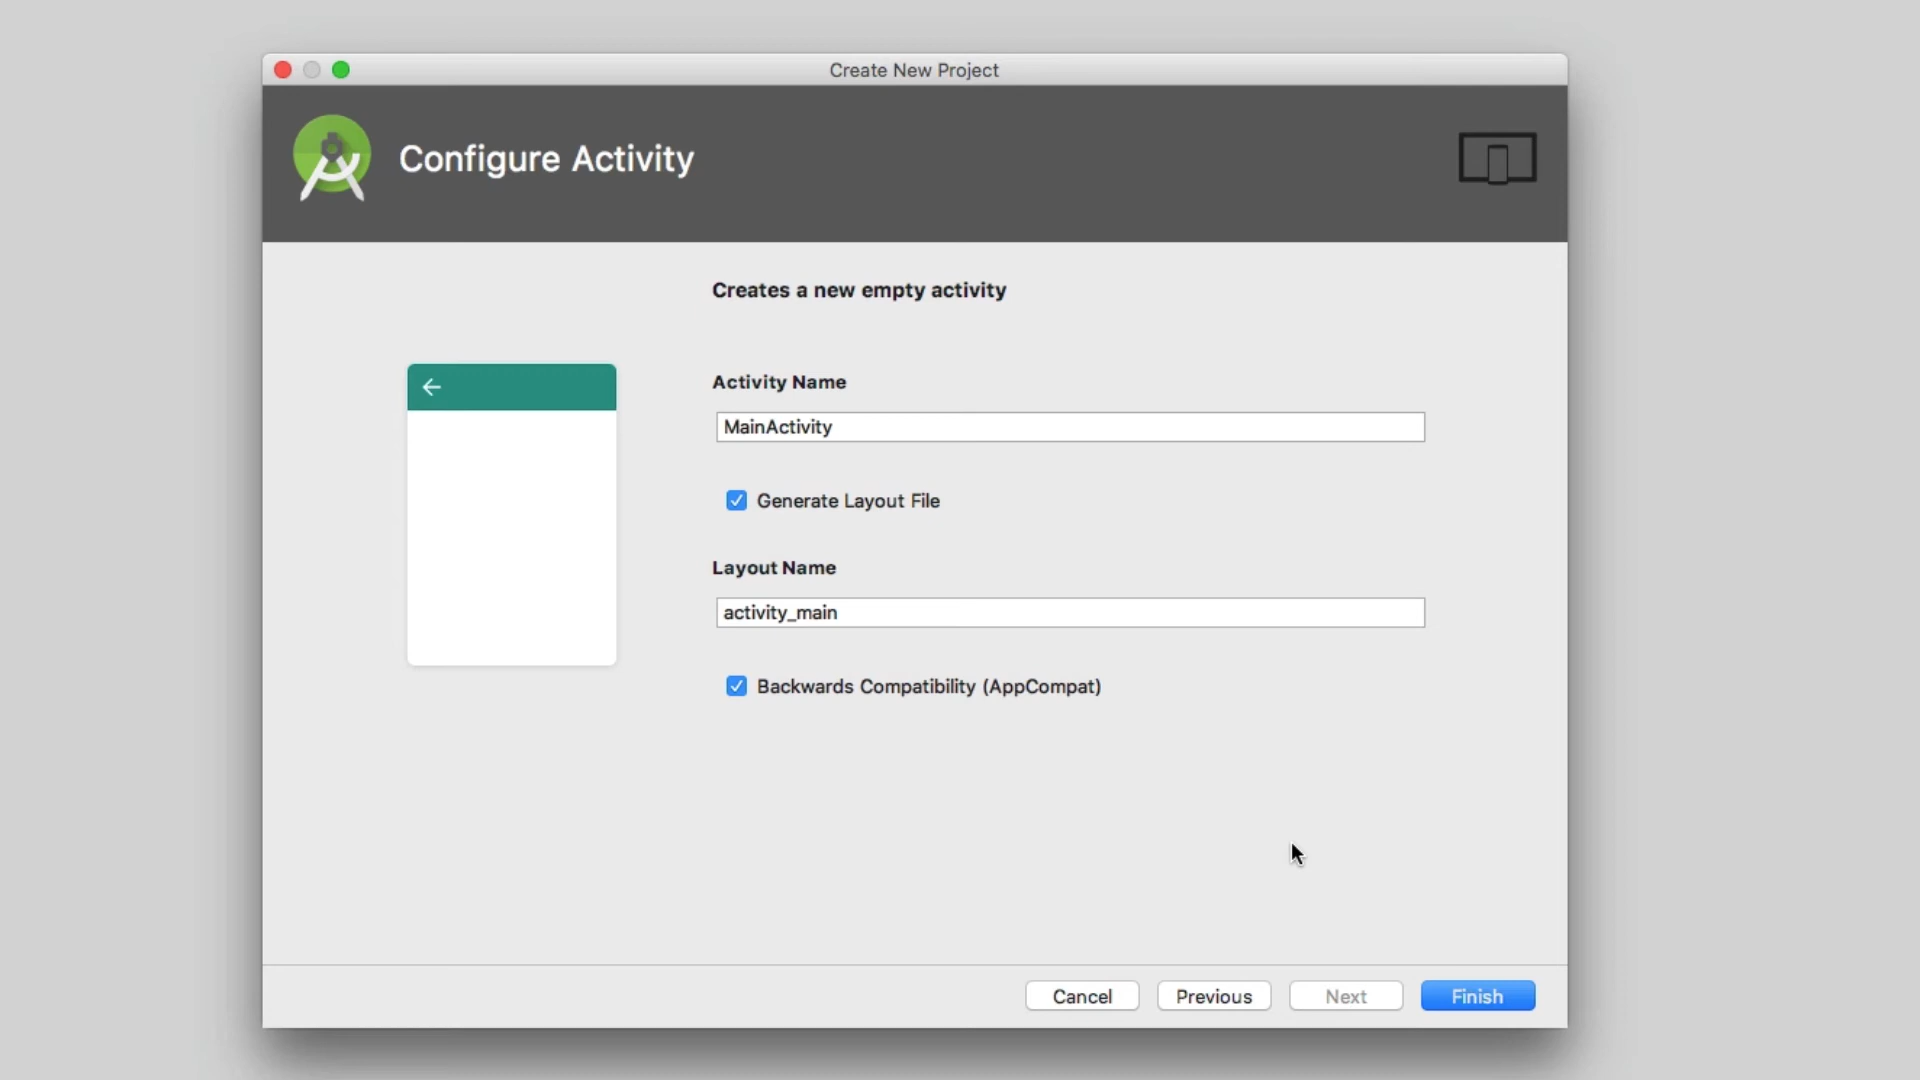 Create New Project
Configure Activity
Creates a new empty activity
Activity Name
MainActivity
Generate Layout File
Layout Name
activity_main
Backwards Compatibility (AppCompat)
Cancel
Previous
Next
Finish